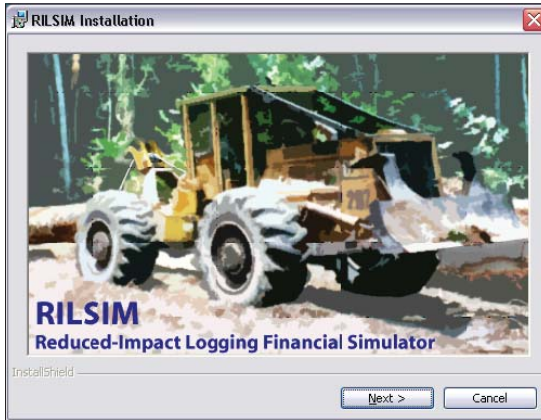 RILSIM Installation
RILSIM
Reduced-Impact Logging Financial Simulator
InstallShield
Next >
Cancel